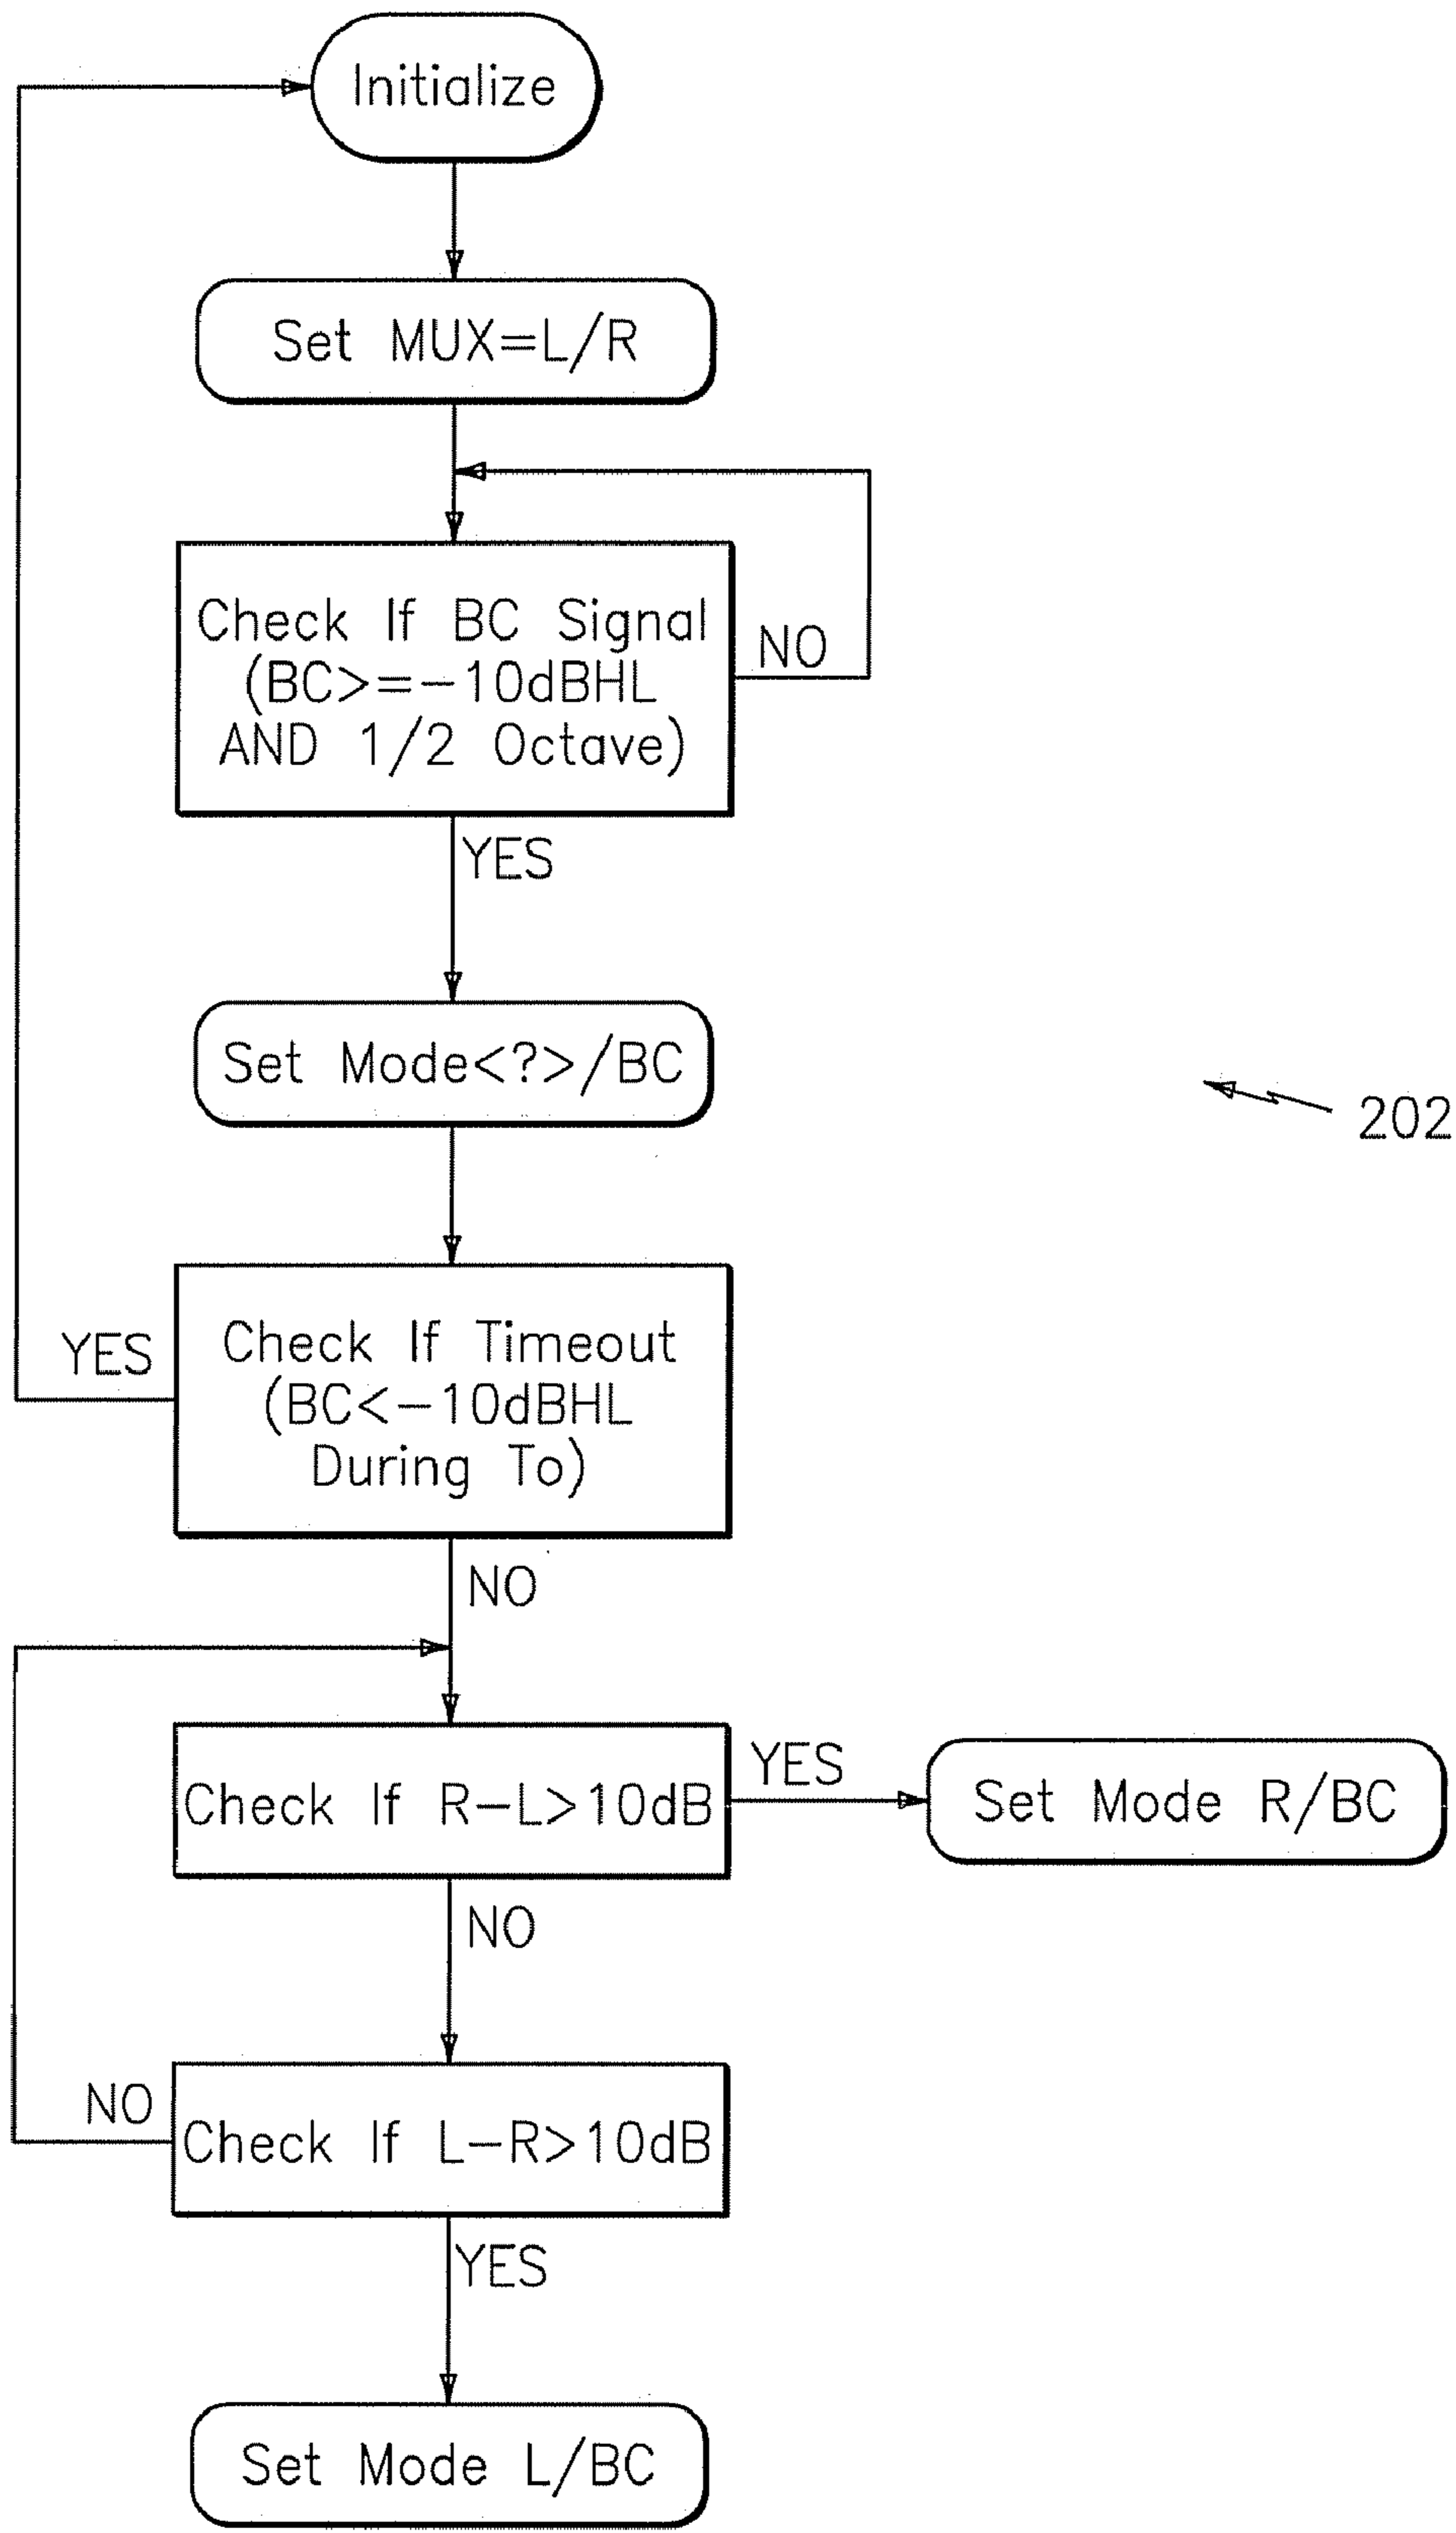 Initialize
Set MUX=L/R
Check If BC Signal
(BC>=-10dBHL
AND 1/2 Octave)
NO
YES
Set Mode<?>/BC
202
Check If Timeout
(BC<-10dBHL
During To)
YES
NO
Check If R-L>10dB
YES
Set Mode R/BC
NO
Check If L-R>10dB
NO
YES
Set Mode L/BC